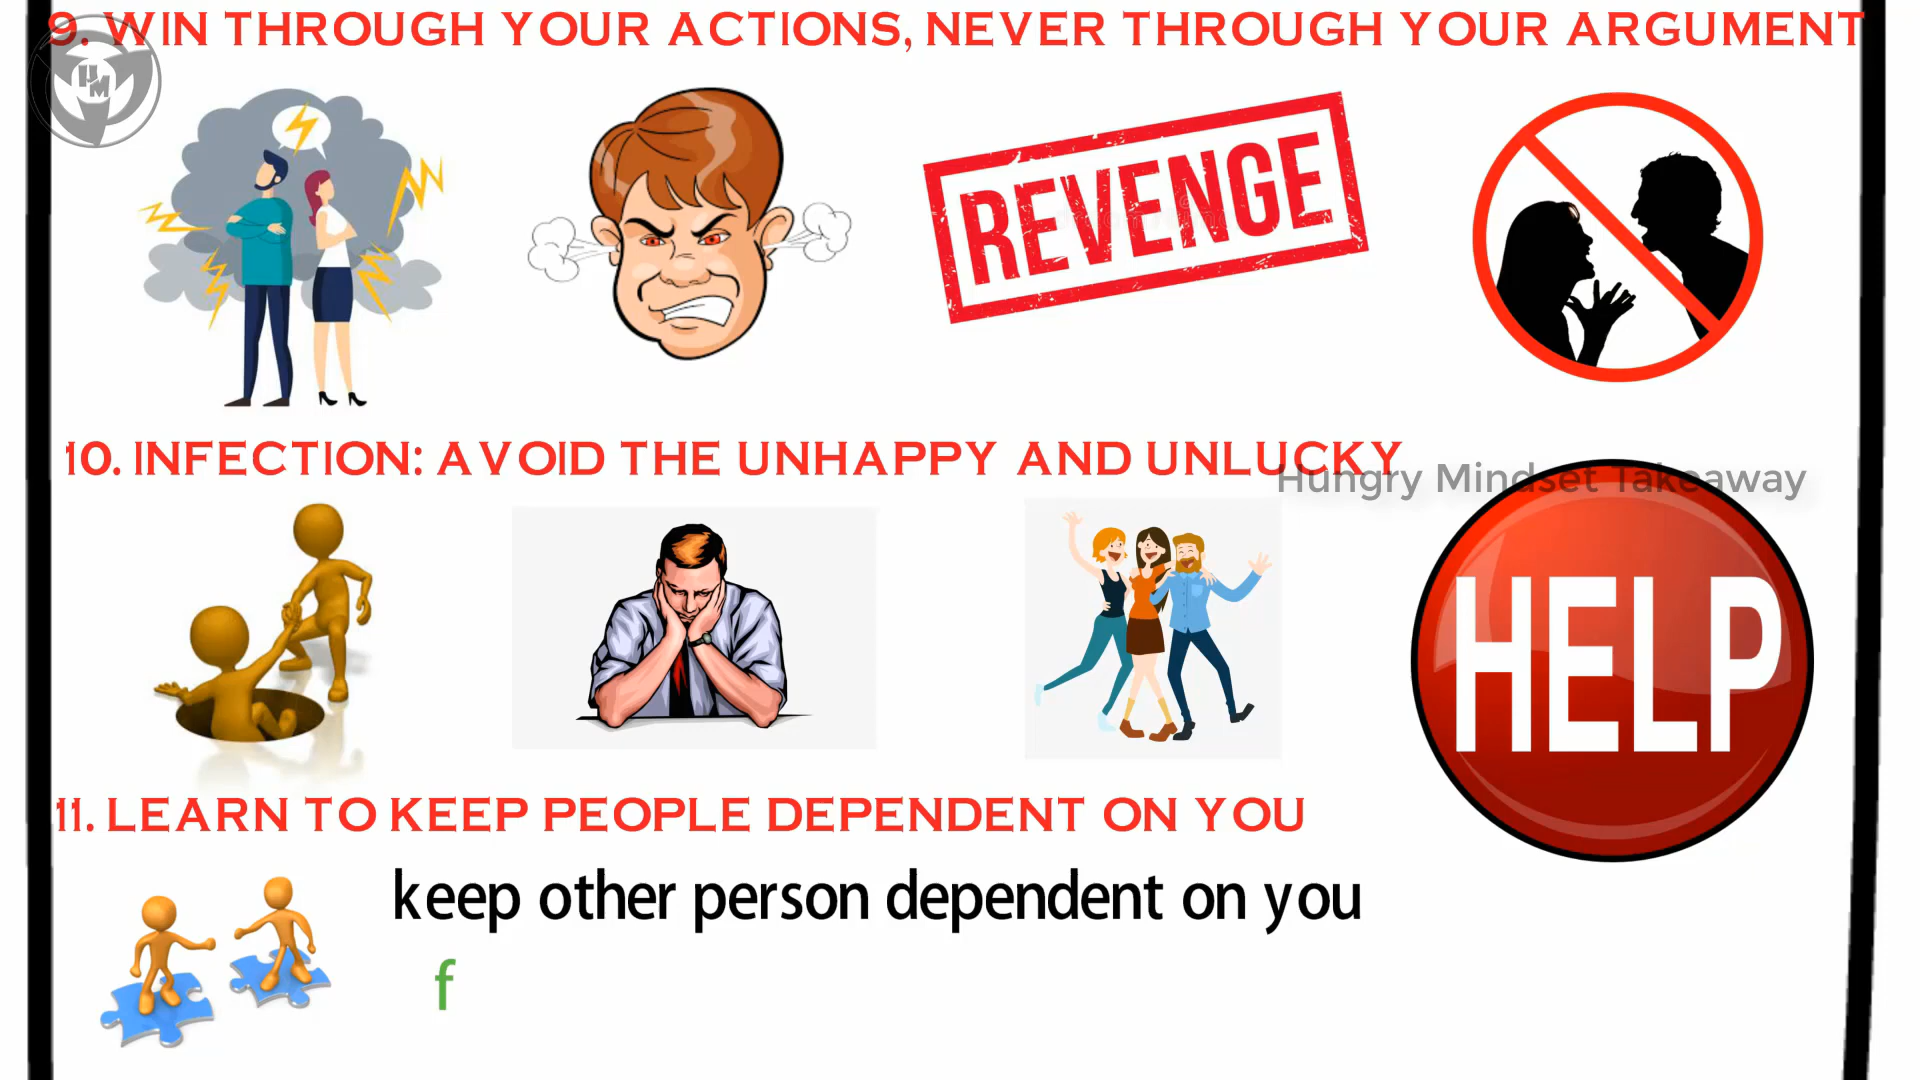 9. WIN THROUGH YOUR ACTIONS, NEVER THROUGH YOUR ARGUMENT
HM
REVENGE
10. INFECTION: AVOID THE UNHAPPY AND UNLUCKY
Hungry Mindset Takeaway
HELP
11. LEARN TO KEEP PEOPLE DEPENDENT ON YOU
keep other person dependent on you
f